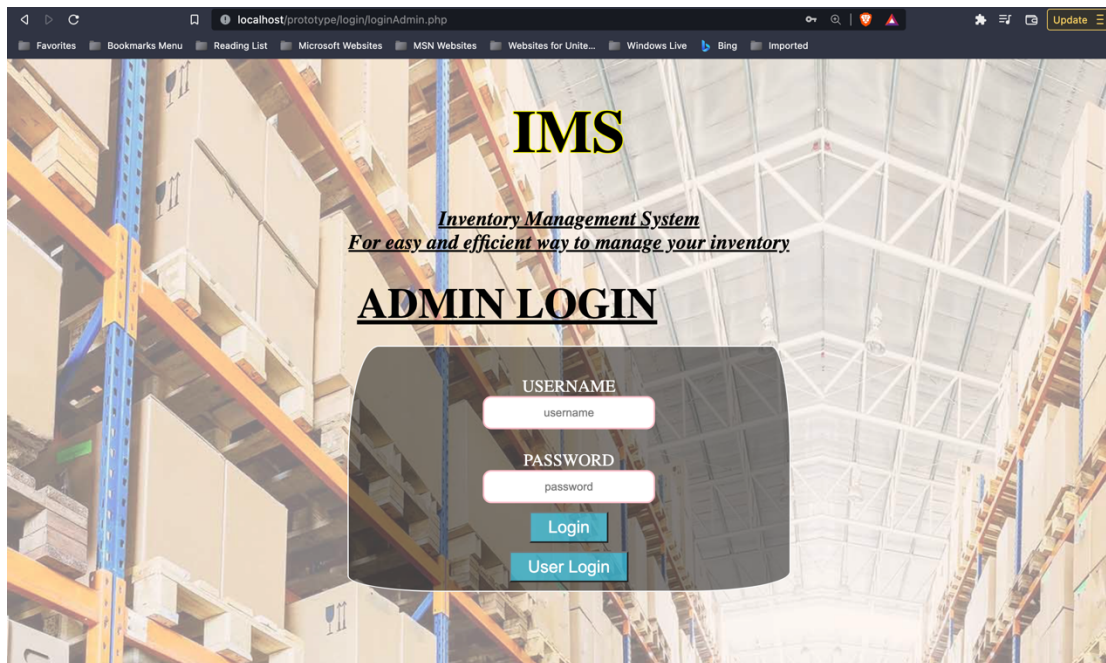 localhost/prototype/login/loginAdmin.php
Update
Favorites Bookmarks Menu Reading List Microsoft Websites MSN Websites Websites for Unite... Windows Live Bing Imported
IMS
Inventory Management System
For easy and efficient way to manage your inventory
ADMIN LOGIN
USERNAME
username
PASSWORD
password
Login
User Login